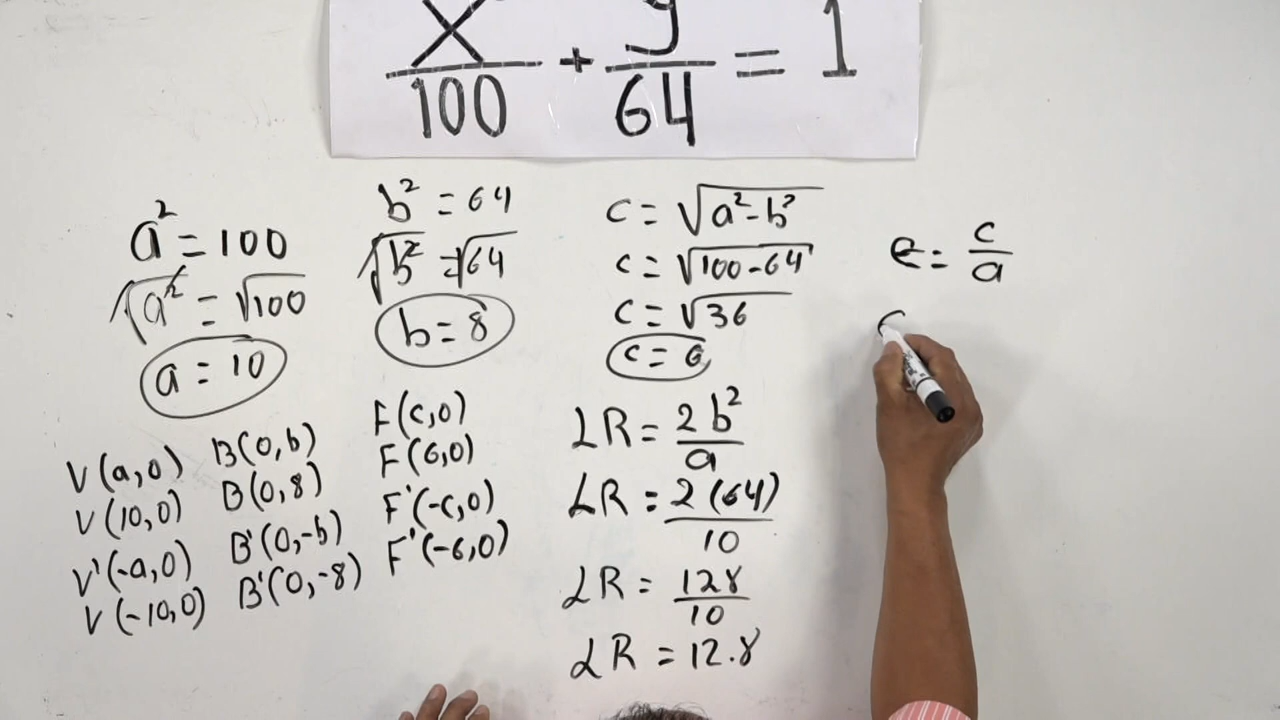 x/100 + y/64 = 1
a² = 100
√a² = √100
a = 10
b² = 64
√b² = √64
b = 8
c = √a²-b²
c = √100-64
c = √36
c = 6
e = c/a
V(a,0)
V(10,0)
V'(-a,0)
V(-10,0)
B(0,b)
B(0,8)
B'(0,-b)
B'(0,-8)
F(c,0)
F(6,0)
F'(-c,0)
F'(-6,0)
LR = 2b²/a
LR = 2(64)/10
LR = 128/10
LR = 12.8